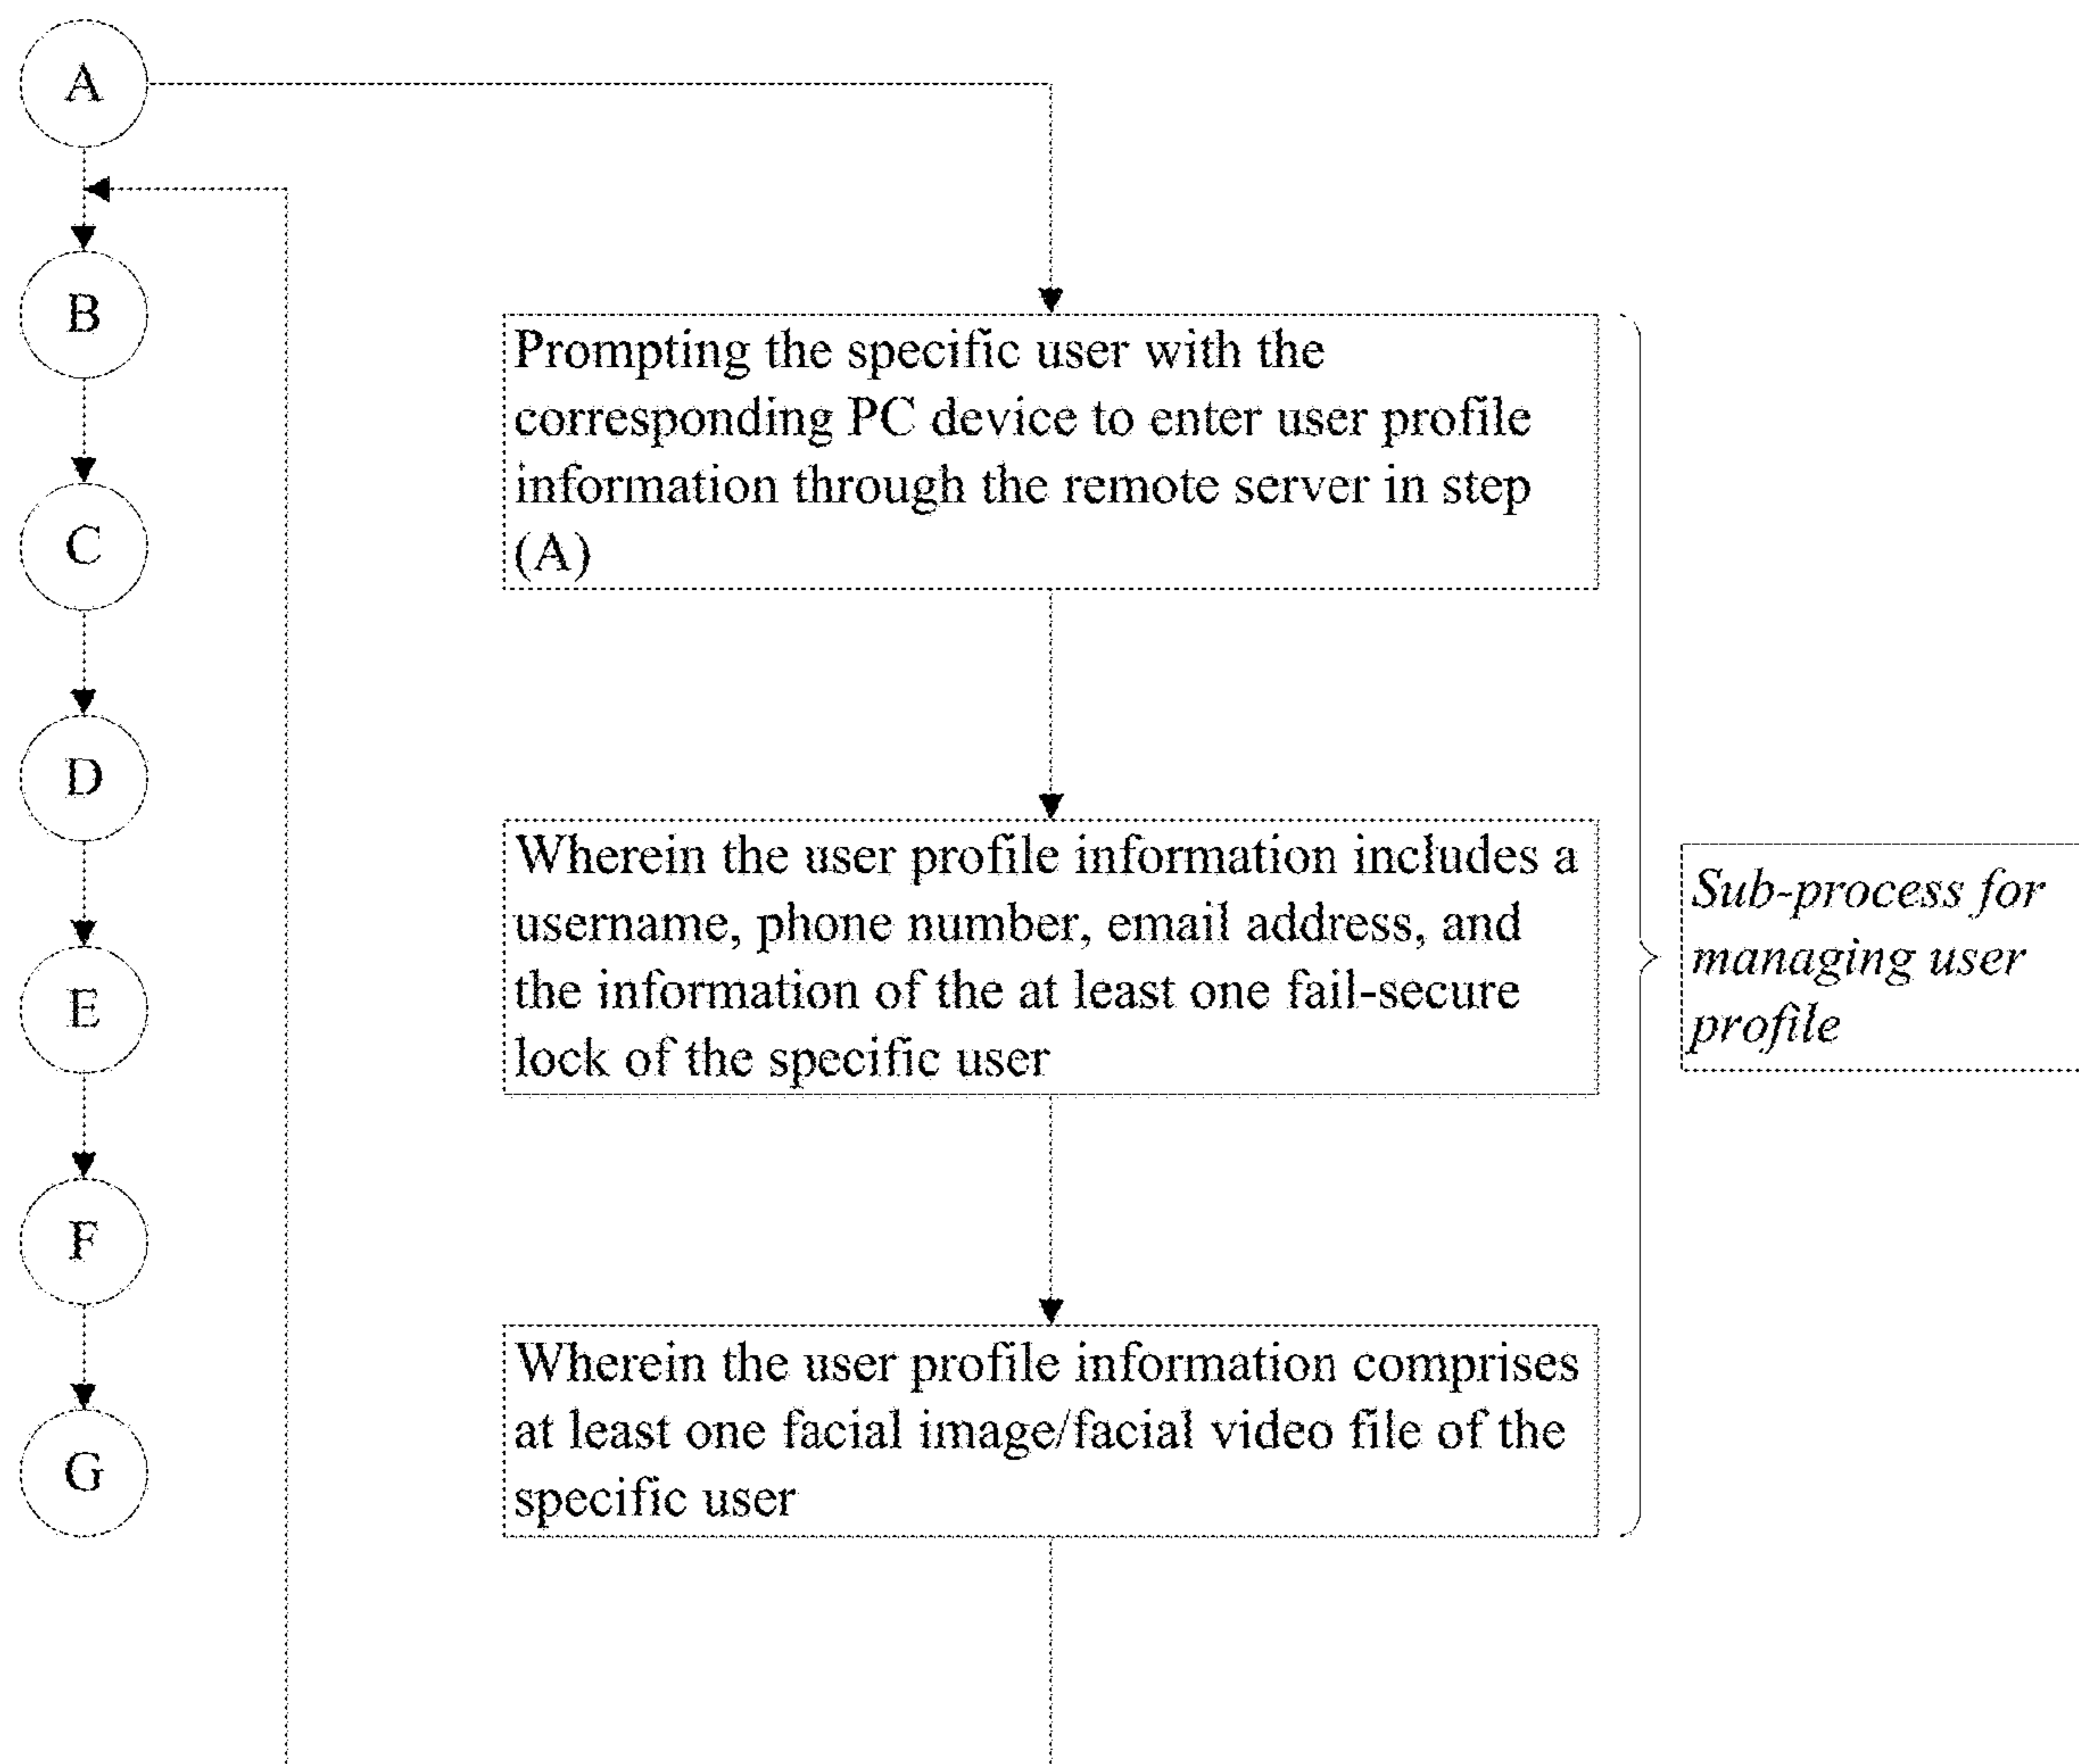 A
B
C
D
E
F
G
Prompting the specific user with the
corresponding PC device to enter user profile
information through the remote server in step
(A)
Wherein the user profile information includes a
username, phone number, email address, and
the information of the at least one fail-secure
lock of the specific user
Wherein the user profile information comprises
at least one facial image/facial video file of the
specific user
Sub-process for
managing user
profile